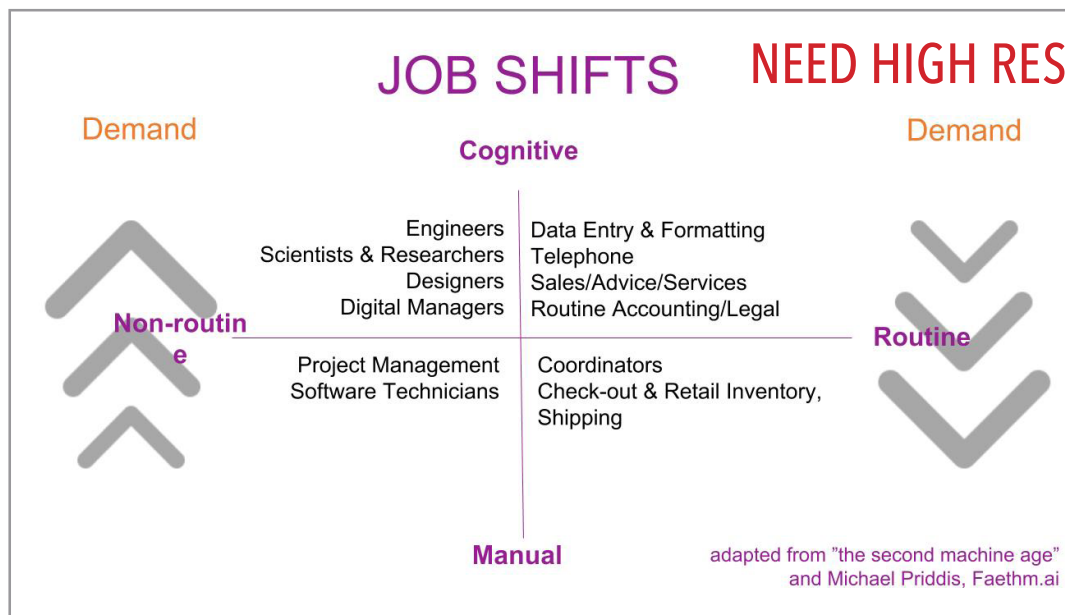 JOB SHIFTS
NEED HIGH RES
Demand
Demand
Cognitive
Engineers
Scientists & Researchers
Designers
Digital Managers
Data Entry & Formatting
Telephone
Sales/Advice/Services
Routine Accounting/Legal
Non-routin
e
Routine
Project Management
Software Technicians
Coordinators
Check-out & Retail Inventory,
Shipping
Manual
adapted from ”the second machine age”
and Michael Priddis, Faethm.ai